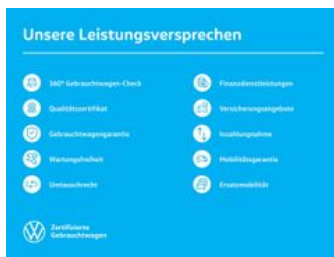 Unsere Leistungsversprechen
360° Gebrauchtwagen-Check
Qualitätszertifikat
Gebrauchtwagengarantie
Wartungsfreiheit
Umtauschrecht
Finanzdienstleistungen
Versicherungsangebote
Inzahlungnahme
Mobilitätsgarantie
Ersatzmobilität
Zertifizierte
Gebrauchtwagen